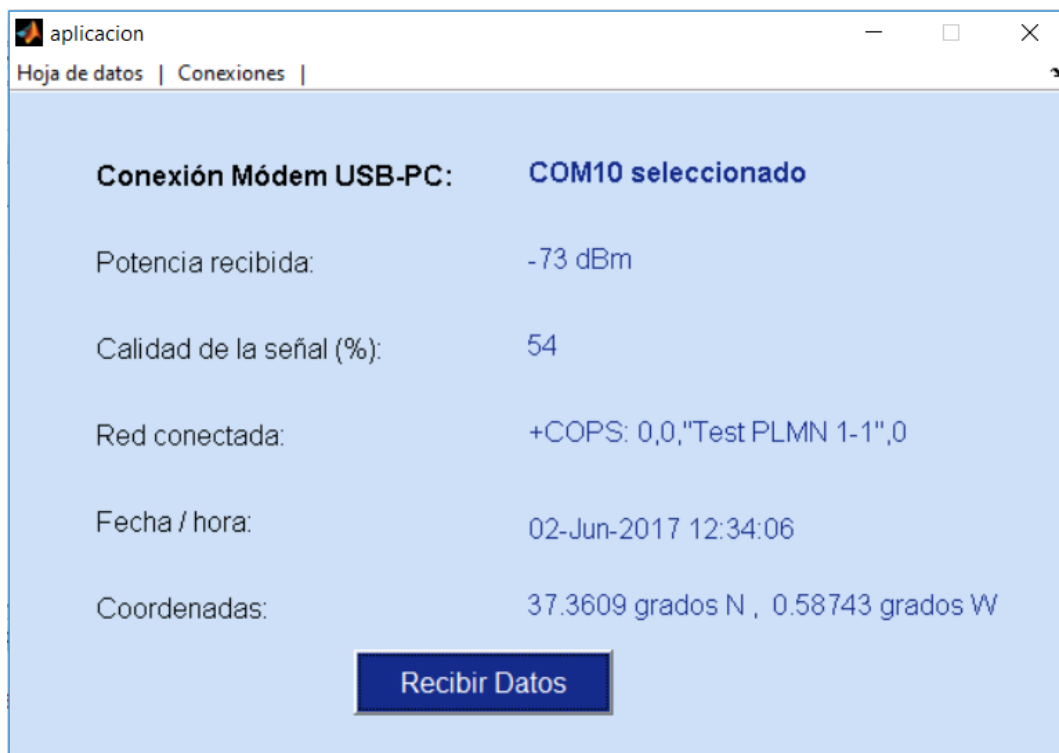 aplicacion
Hoja de datos | Conexiones |
Conexión Módem USB-PC: COM10 seleccionado
Potencia recibida: -73 dBm
Calidad de la señal (%): 54
Red conectada: +COPS: 0,0,"Test PLMN 1-1",0
Fecha / hora: 02-Jun-2017 12:34:06
Coordenadas: 37.3609 grados N , 0.58743 grados W
Recibir Datos